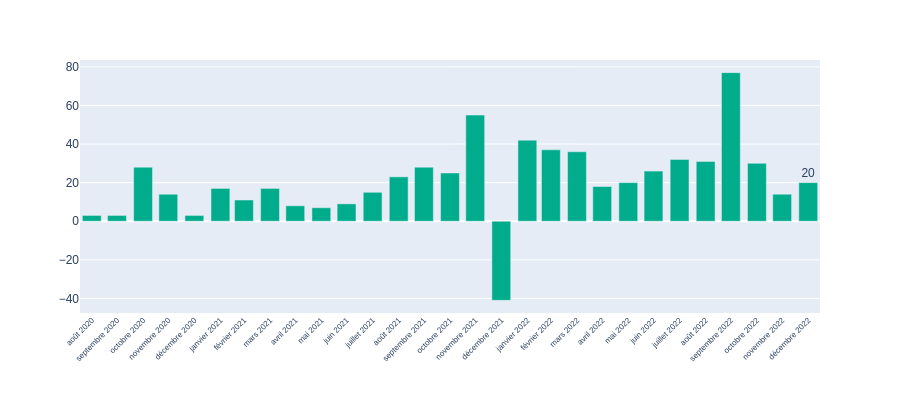 80
60
40
20
0
−20
−40
20
août 2020
septembre 2020
octobre 2020
novembre 2020
décembre 2020
janvier 2021
février 2021
mars 2021
avril 2021
mai 2021
juin 2021
juillet 2021
août 2021
septembre 2021
octobre 2021
novembre 2021
décembre 2021
janvier 2022
février 2022
mars 2022
avril 2022
mai 2022
juin 2022
juillet 2022
août 2022
septembre 2022
octobre 2022
novembre 2022
décembre 2022